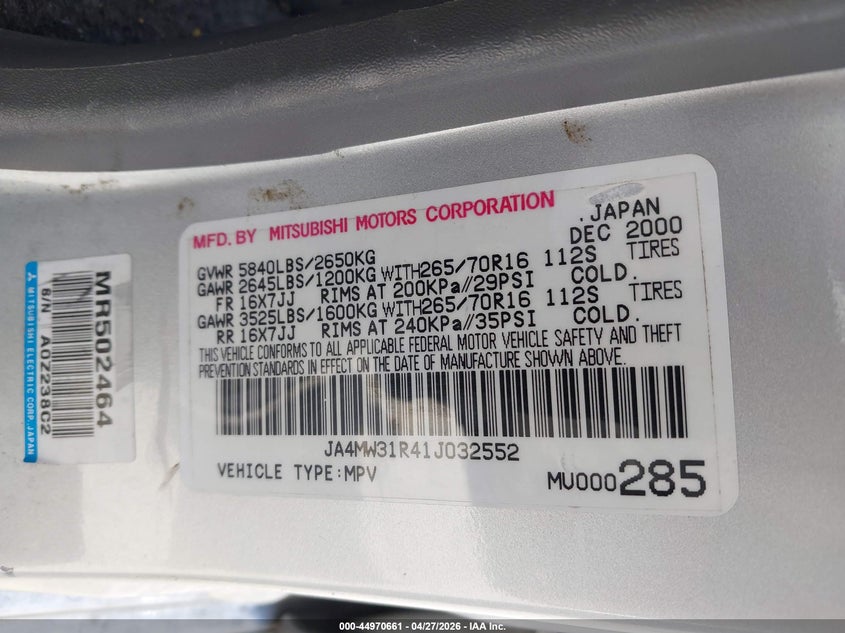 MFD. BY MITSUBISHI MOTORS CORPORATION
.JAPAN
DEC 2000
GVWR 5840LBS/2650KG
GAWR 2645LBS/1200KG WITH265/70R16 112S TIRES
FR 16X7JJ RIMS AT 200KPa//29PSI COLD.
GAWR 3525LBS/1600KG WITH265/70R16 112S TIRES
RR 16X7JJ RIMS AT 240KPa//35PSI COLD.
THIS VEHICLE CONFORMS TO ALL APPLICABLE FEDERAL MOTOR VEHICLE SAFETY AND THEFT
PREVENTION STANDARDS IN EFFECT ON THE DATE OF MANUFACTURE SHOWN ABOVE.
JA4MW31R41J032552
VEHICLE TYPE:MPV
MU000285
MR502464
S/N A0Z238C2
MITSUBISHI ELECTRIC CORP. JAPAN
000-44970661 - 04/27/2026 - IAA Inc.